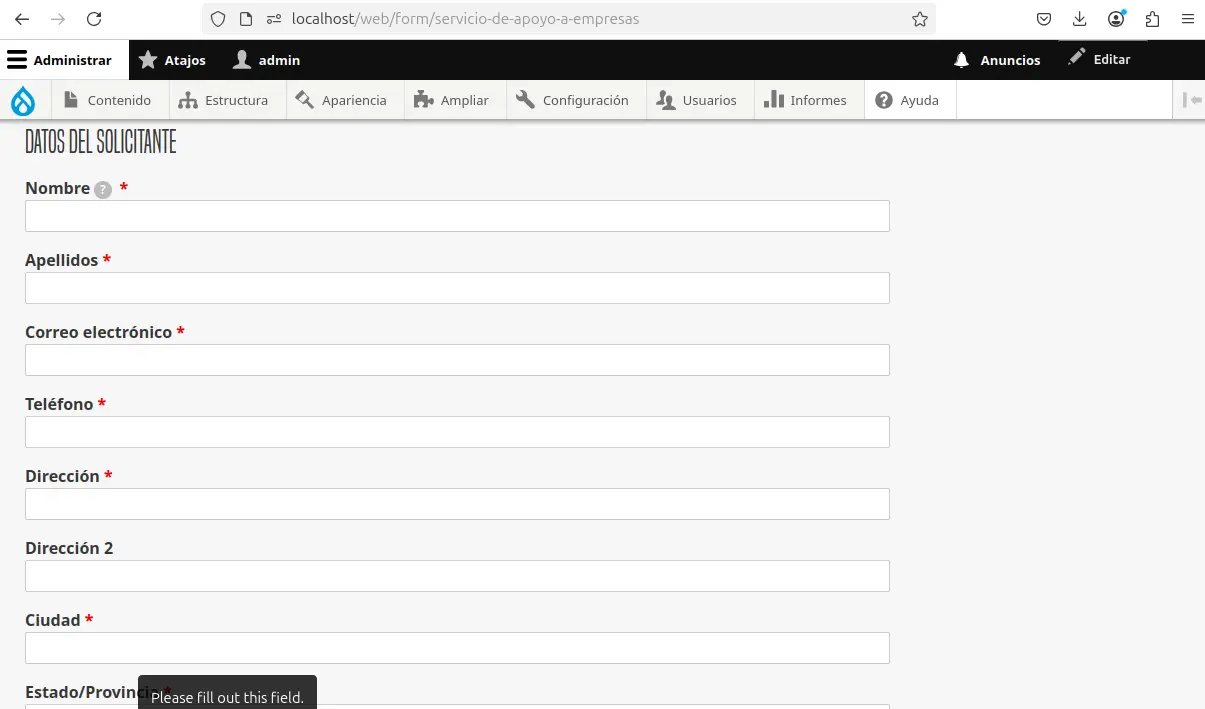 localhost/web/form/servicio-de-apoyo-a-empresas
Administrar Atajos admin Anuncios Editar
Contenido Estructura Apariencia Ampliar Configuración Usuarios Informes Ayuda
DATOS DEL SOLICITANTE
Nombre ? *
Apellidos *
Correo electrónico *
Teléfono *
Dirección *
Dirección 2
Ciudad *
Estado/Provincia *
Please fill out this field.